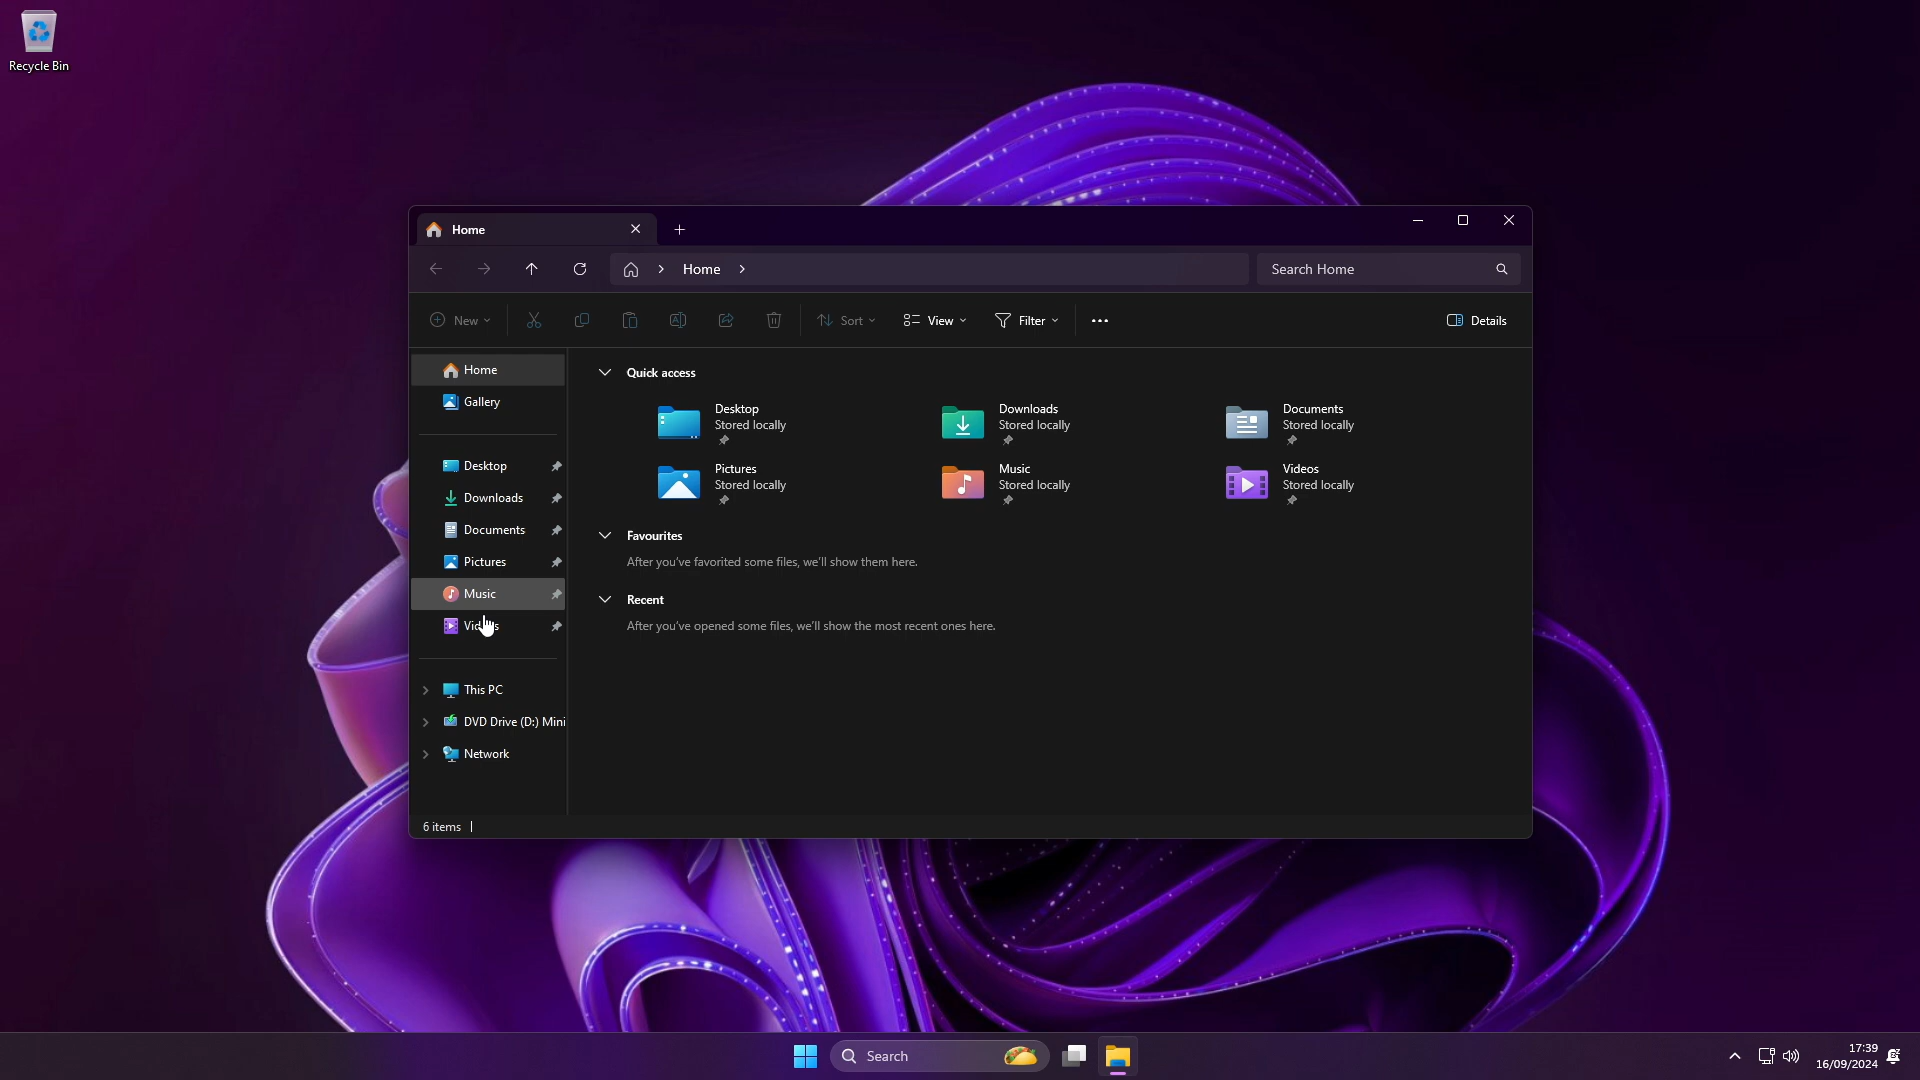 Recycle Bin
Home
Home
Search Home
New
Sort
View
Filter
Details
Home
Gallery
Desktop
Downloads
Documents
Pictures
Music
Videos
This PC
DVD Drive (D:) Mini
Network
Quick access
Desktop
Stored locally
Downloads
Stored locally
Documents
Stored locally
Pictures
Stored locally
Music
Stored locally
Videos
Stored locally
Favourites
After you've favorited some files, we'll show them here.
Recent
After you've opened some files, we'll show the most recent ones here.
6 items
Search
17:39
16/09/2024